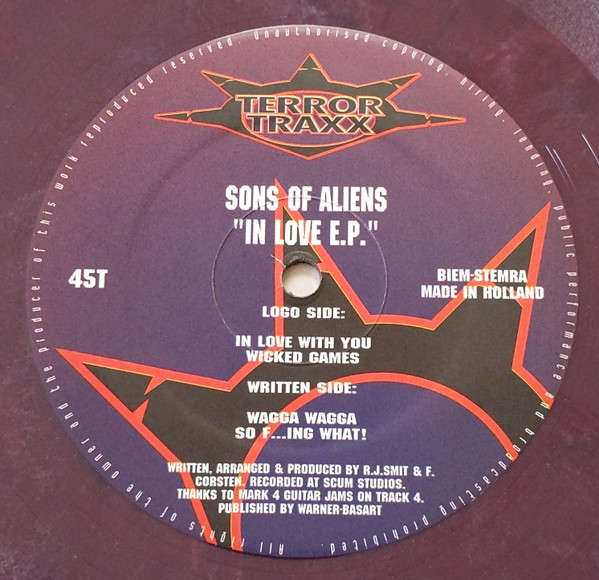 TERROR
TRAXX
SONS OF ALIENS
"IN LOVE E.P."
45T
BIEM-STEMRA
MADE IN HOLLAND
LOGO SIDE:
IN LOVE WITH YOU
WICKED GAMES
WRITTEN SIDE:
WAGGA WAGGA
SO F...ING WHAT!
WRITTEN, ARRANGED & PRODUCED BY R.J.SMIT & F.
CORSTEN. RECORDED AT SCUM STUDIOS.
THANKS TO MARK 4 GUITAR JAMS ON TRACK 4.
PUBLISHED BY WARNER-BASART
All rights of the owner and the producer of this work reproduced reserved. Unauthorised copying, hiring, lending, public performance and broadcasting prohibited.